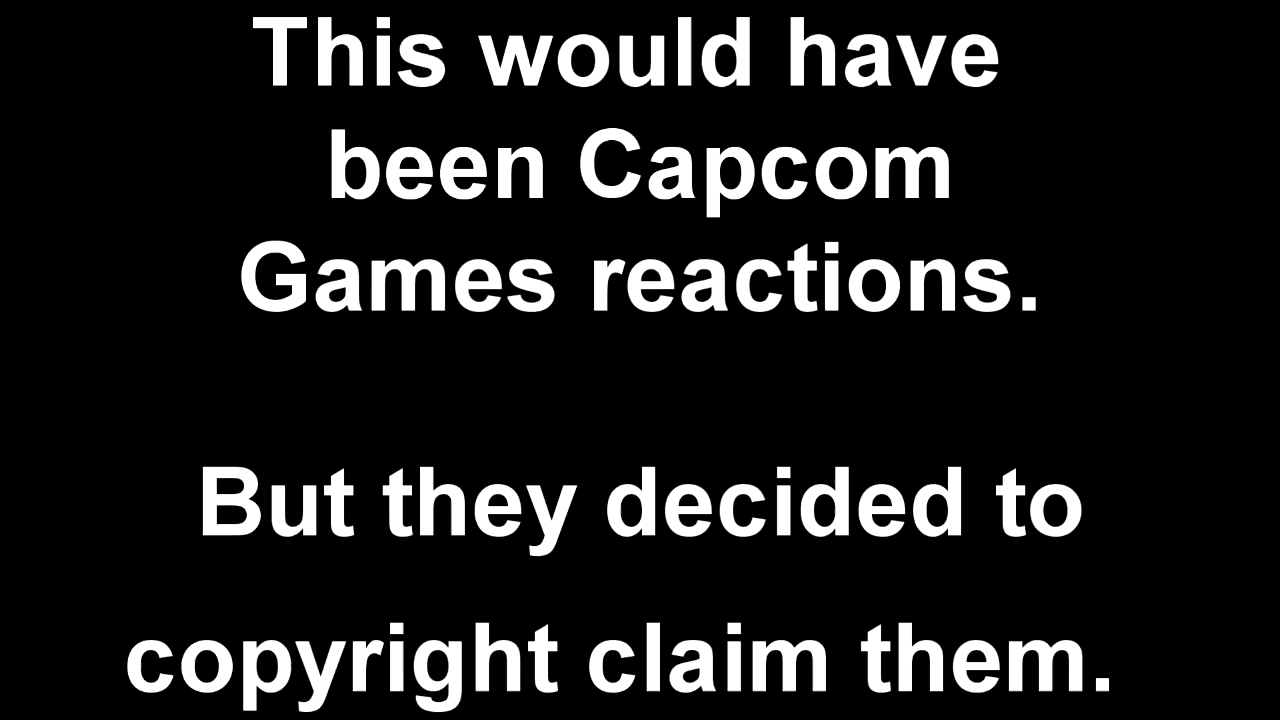 This would have
been Capcom
Games reactions.
But they decided to
copyright claim them.